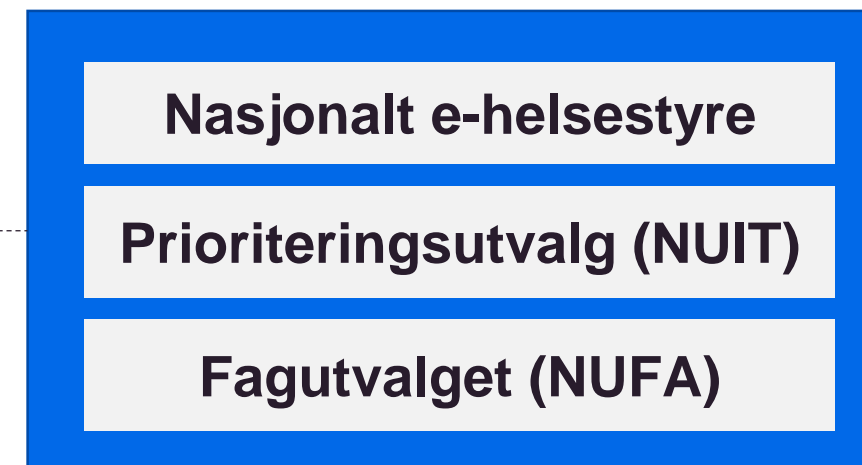 Nasjonalt e-helsestyre
Prioriteringsutvalg (NUIT)
Fagutvalget (NUFA)